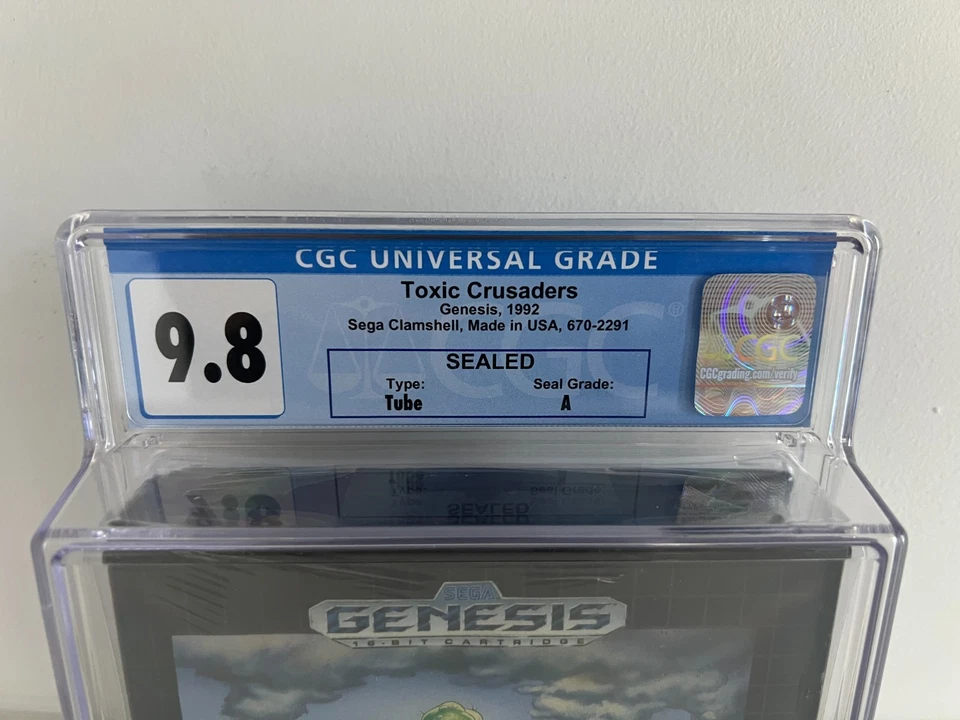 CGC UNIVERSAL GRADE
9.8
Toxic Crusaders
Genesis, 1992
Sega Clamshell, Made in USA, 670-2291
SEALED
Type: Seal Grade:
Tube A
CGC®
CGC
CGCgrading.com/verify
SEGA
GENESIS
16-BIT CARTRIDGE